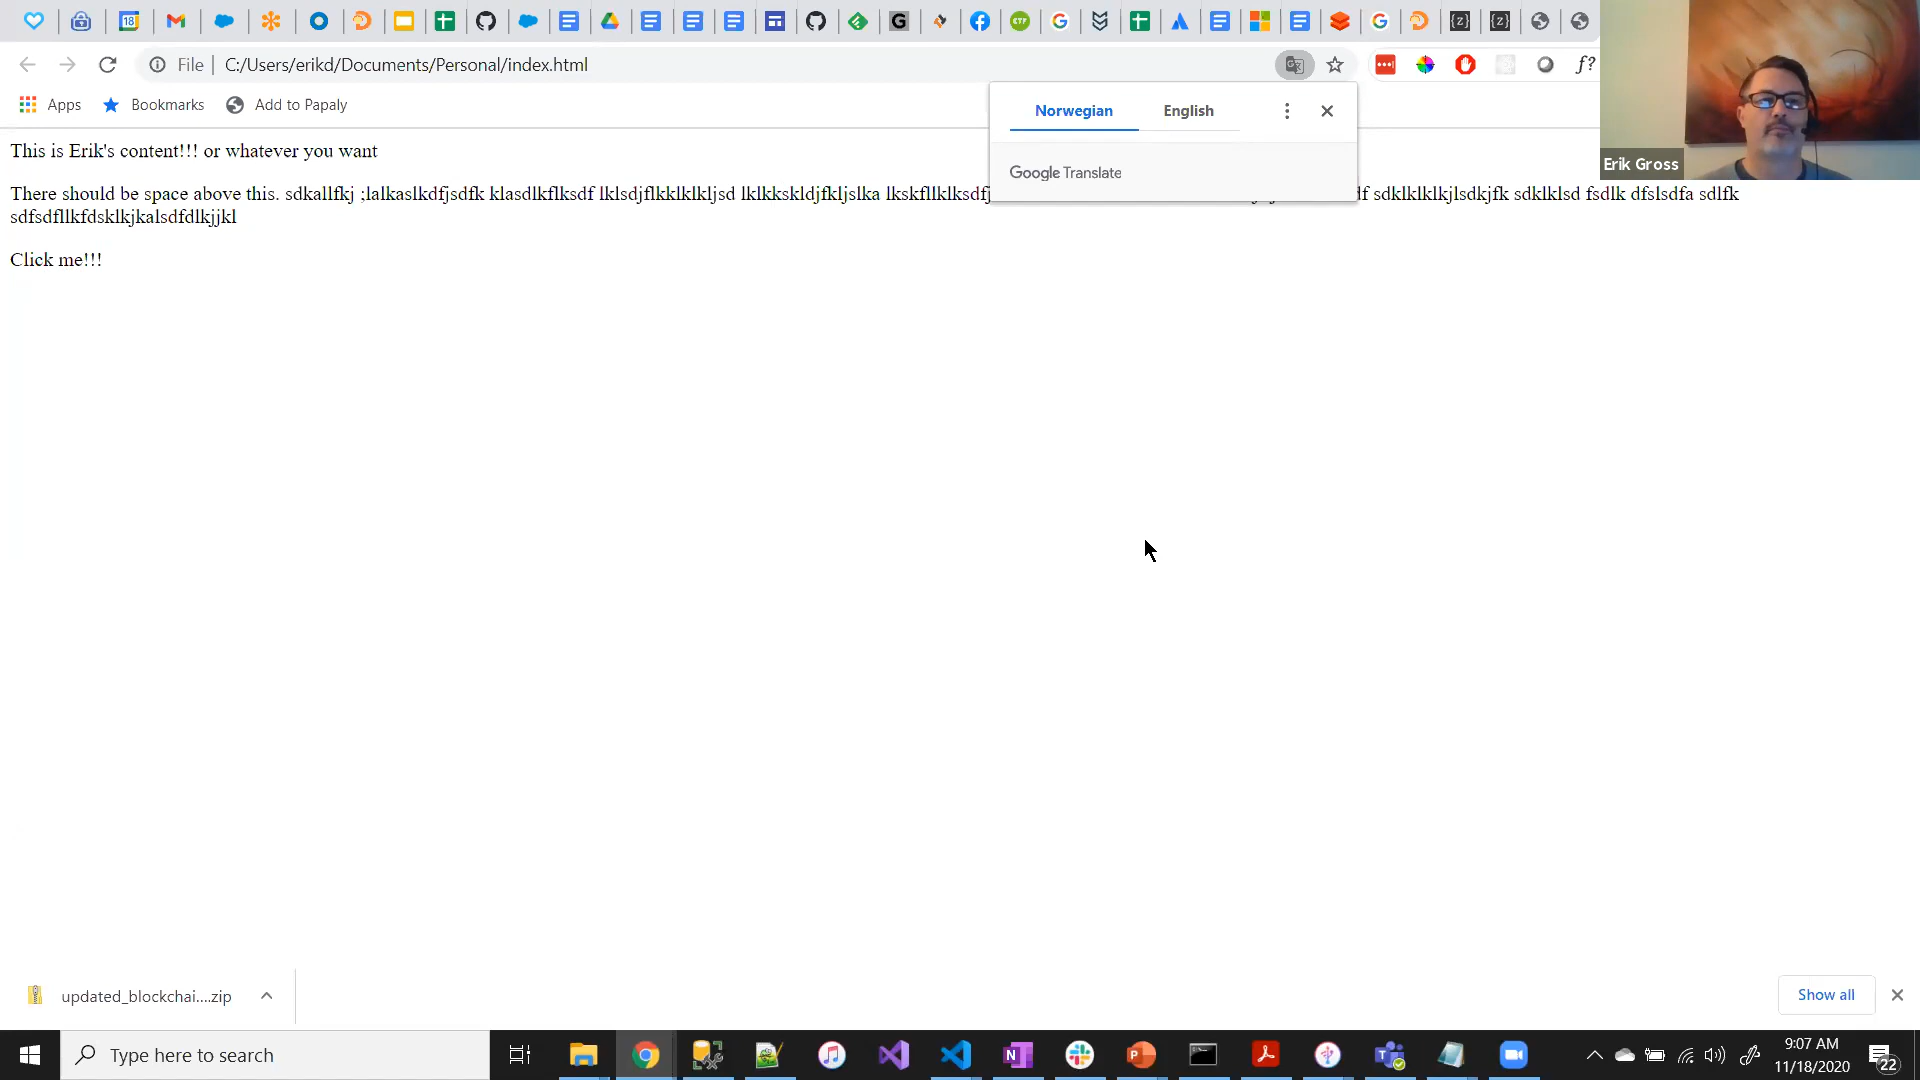 File | C:/Users/erikd/Documents/Personal/index.html
Apps Bookmarks Add to Papaly
Norwegian English
Google Translate
Erik Gross
This is Erik's content!!! or whatever you want
There should be space above this. sdkallfkj ;lalkaslkdfjsdfk klasdlkflksdf lklsdjflkklklkljsd lklkkskldjfkljslka lkskfllklksdfj sdklklklkjlsdkjfk sdklklsd fsdlk dfslsdfa sdlfk
sdfsdfllkfdsklkjkalsdfdlkjjkl
Click me!!!
updated_blockchai....zip
Show all
Type here to search
9:07 AM
11/18/2020
22